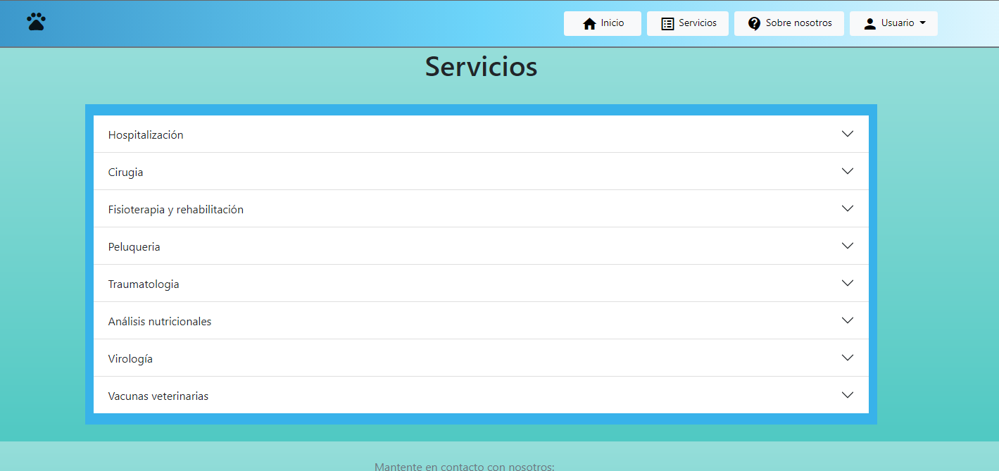 Inicio
Servicios
Sobre nosotros
Usuario
Servicios
Hospitalización
Cirugia
Fisioterapia y rehabilitación
Peluqueria
Traumatologia
Análisis nutricionales
Virología
Vacunas veterinarias
Mantente en contacto con nosotros: